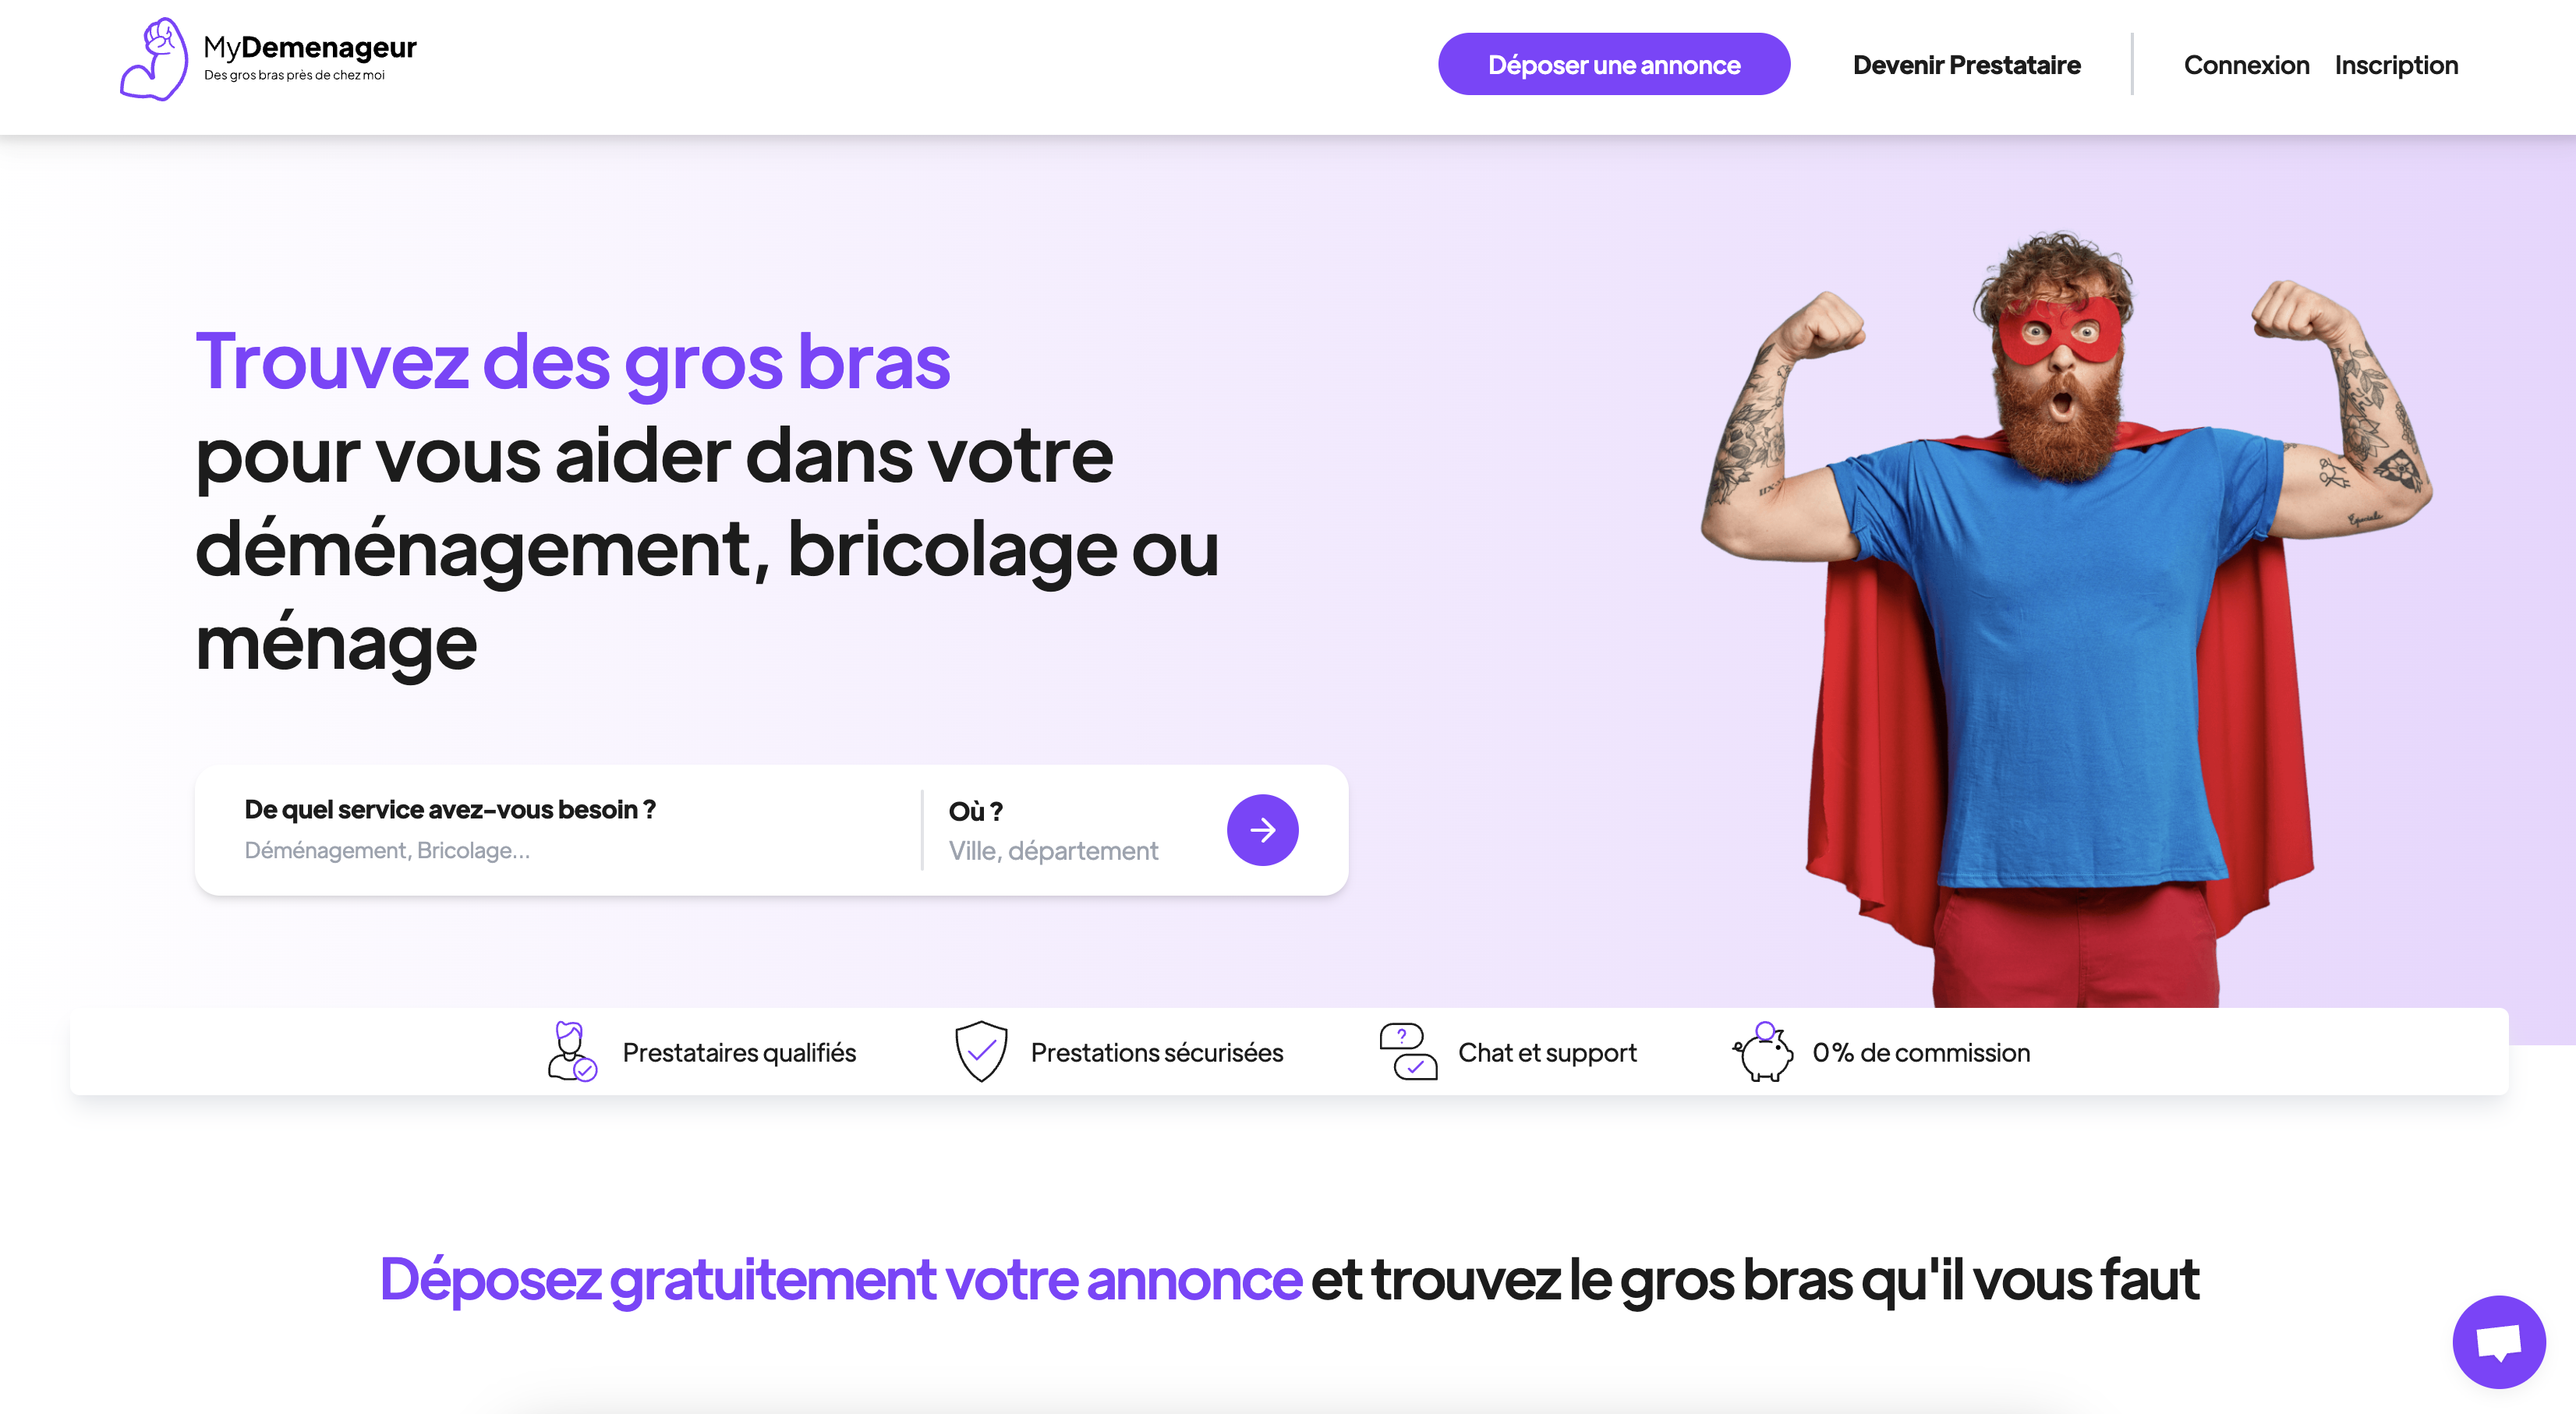 MyDemenageur
Des gros bras près de chez moi
Déposer une annonce
Devenir Prestataire
Connexion
Inscription
Trouvez des gros bras
pour vous aider dans votre
déménagement, bricolage ou
ménage
De quel service avez-vous besoin ?
Déménagement, Bricolage...
Où ?
Ville, département
Prestataires qualifiés
Prestations sécurisées
Chat et support
0% de commission
Déposez gratuitement votre annonce et trouvez le gros bras qu'il vous faut